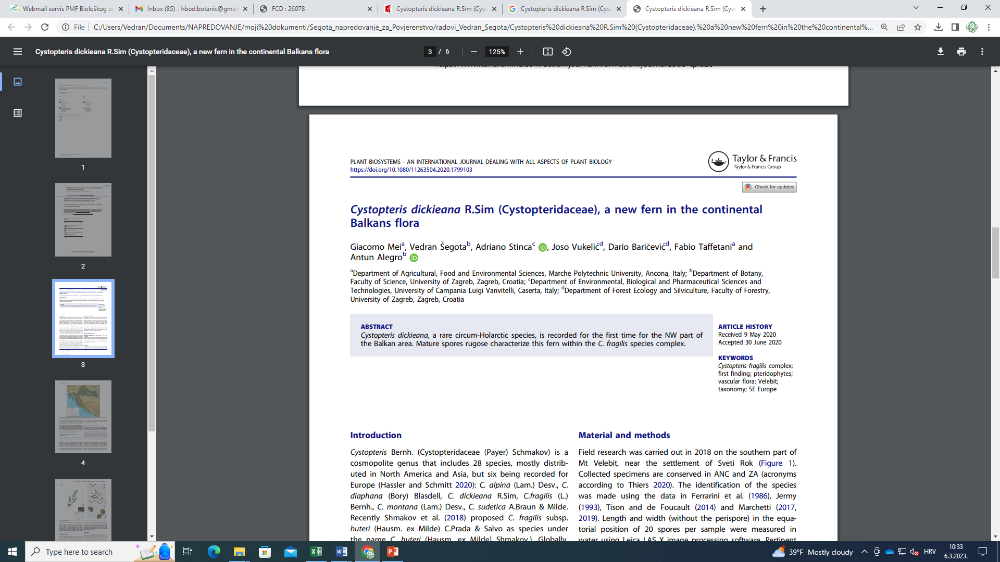 Webmail servis PMF Biološkog o
Inbox (85) - hbod.botanic@gmai
FCD : 26078
Cystopteris dickieana R.Sim (Cyst
Cystopteris dickieana R.Sim (Cyst
Cystopteris dickieana R.Sim (Cyst
File
C:/Users/Vedran/Documents/NAPREDOVANJE/moji%20dokumenti/Segota_napredovanje_za_Povjerenstvo/radovi_Vedran_Segota/Cystopteris%20dickieana%20R.Sim%20(Cystopteridaceae),%20a%20new%20fern%20in%20the%20continental%...
Cystopteris dickieana R.Sim (Cystopteridaceae), a new fern in the continental Balkans flora
3 / 6
125%
1
2
3
4
PLANT BIOSYSTEMS - AN INTERNATIONAL JOURNAL DEALING WITH ALL ASPECTS OF PLANT BIOLOGY
https://doi.org/10.1080/11263504.2020.1799103
Taylor & Francis
Taylor & Francis Group
Check for updates
Cystopteris dickieana R.Sim (Cystopteridaceae), a new fern in the continental
Balkans flora
Giacomo Meia, Vedran Šegotab, Adriano Stincac iD, Joso Vukelićd, Dario Baričevićd, Fabio Taffetania and
Antun Alegrob iD
aDepartment of Agricultural, Food and Environmental Sciences, Marche Polytechnic University, Ancona, Italy; bDepartment of Botany,
Faculty of Science, University of Zagreb, Zagreb, Croatia; cDepartment of Environmental, Biological and Pharmaceutical Sciences and
Technologies, University of Campania Luigi Vanvitelli, Caserta, Italy; dDepartment of Forest Ecology and Silviculture, Faculty of Forestry,
University of Zagreb, Zagreb, Croatia
ABSTRACT
Cystopteris dickieana, a rare circum-Holarctic species, is recorded for the first time for the NW part of
the Balkan area. Mature spores rugose characterize this fern within the C. fragilis species complex.
ARTICLE HISTORY
Received 9 May 2020
Accepted 30 June 2020
KEYWORDS
Cystopteris fragilis complex;
first finding; pteridophytes;
vascular flora; Velebit;
taxonomy; SE Europe
Introduction
Cystopteris Bernh. (Cystopteridaceae (Payer) Schmakov) is a
cosmopolite genus that includes 28 species, mostly distrib-
uted in North America and Asia, but six being recorded for
Europe (Hassler and Schmitt 2020): C. alpina (Lam.) Desv., C.
diaphana (Bory) Blasdell, C. dickieana R.Sim, C.fragilis (L.)
Bernh., C. montana (Lam.) Desv., C. sudetica A.Braun & Milde.
Recently Shmakov et al. (2018) proposed C. fragilis subsp.
huteri (Hausm. ex Milde) C.Prada & Salvo as species under
the name C. huteri (Hausm. ex Milde) Shmakov.). Globally,
Material and methods
Field research was carried out in 2018 on the southern part of
Mt Velebit, near the settlement of Sveti Rok (Figure 1).
Collected specimens are conserved in ANC and ZA (acronyms
according to Thiers 2020). The identification of the species
was made using the data in Ferrarini et al. (1986), Jermy
(1993), Tison and de Foucault (2014) and Marchetti (2017,
2019). Length and width (without the perispore) in the equa-
torial position of 20 spores per sample were measured in
water using Leica LAS X image processing software. Pertinent
Type here to search
39°F Mostly cloudy
HRV
10:33
6.3.2023.